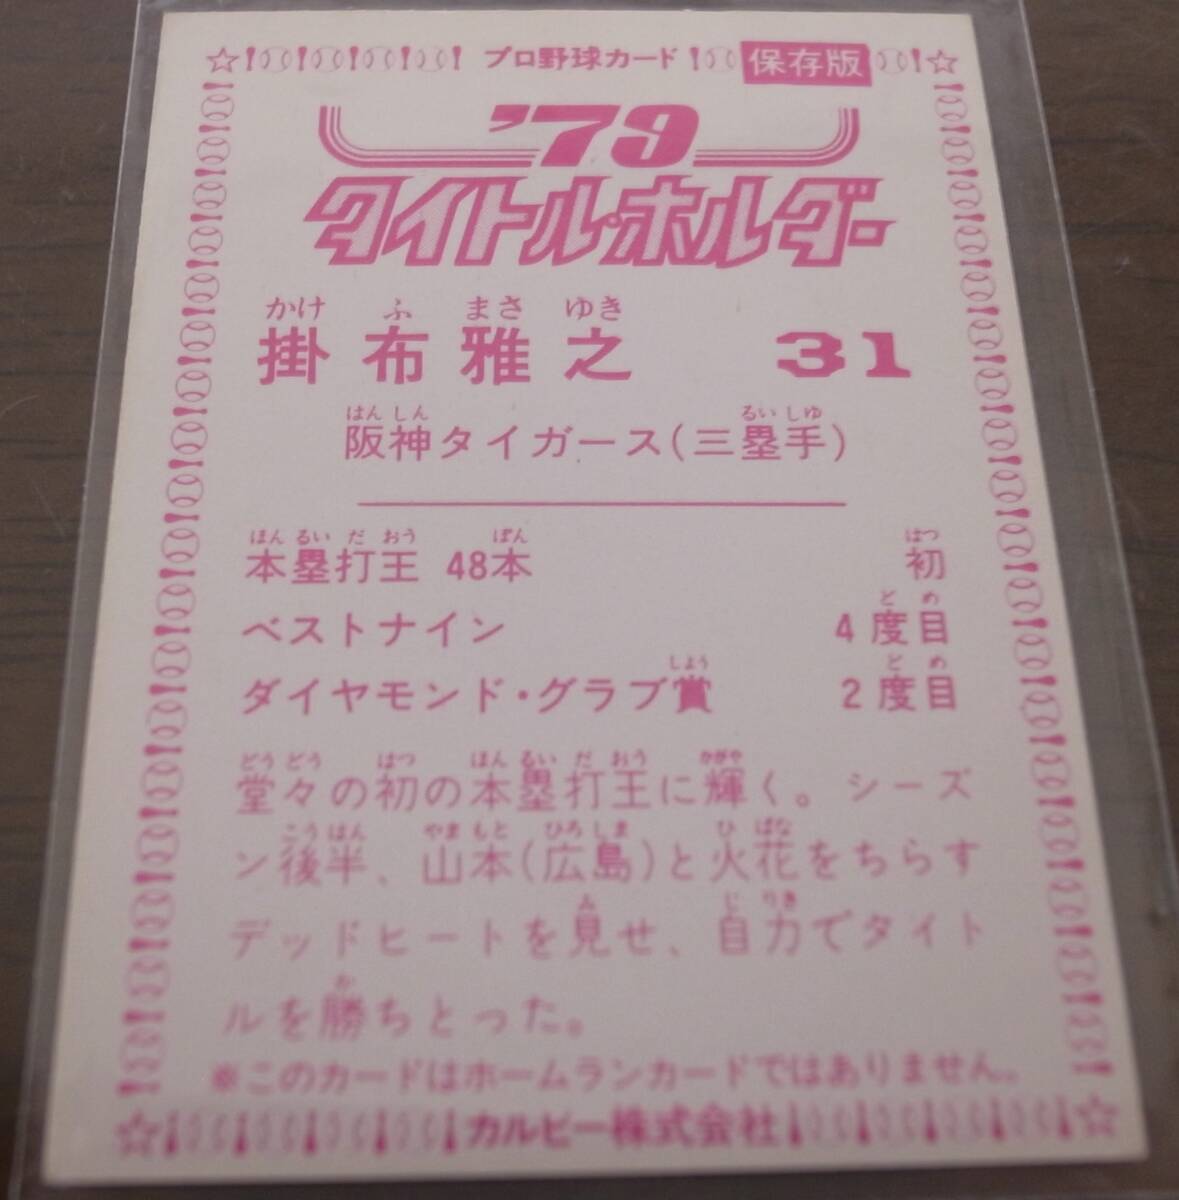 プロ野球カード 保存版
'79
タイトル・ホルダー
かけ ふ まさ ゆき
掛布雅之 31
はんしん るいしゆ
阪神タイガース(三塁手)
ほんるいだおう ぽん はつ
本塁打王 48本 初
どめ
ベストナイン 4度目
しよう どめ
ダイヤモンド・グラブ賞 2度目
どうどう はつ ほんるいだおう かがや
堂々の初の本塁打王に輝く。シーズ
こうはん やまもと ひろしま ひばな
ン後半、山本(広島)と火花をちらす
み じりき
デッドヒートを見せ、自力でタイト
か
ルを勝ちとった。
※このカードはホームランカードではありません。
カルビー株式会社